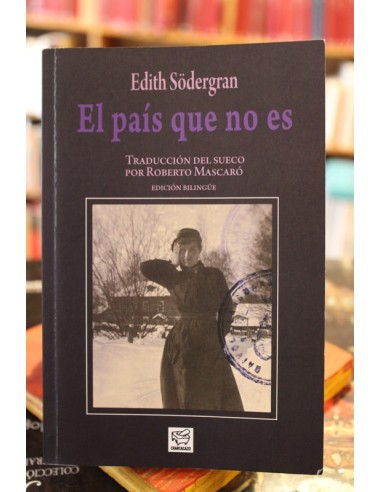 Edith Södergran
El país que no es
TRADUCCIÓN DEL SUECO
POR ROBERTO MASCARÓ
EDICIÓN BILINGÜE